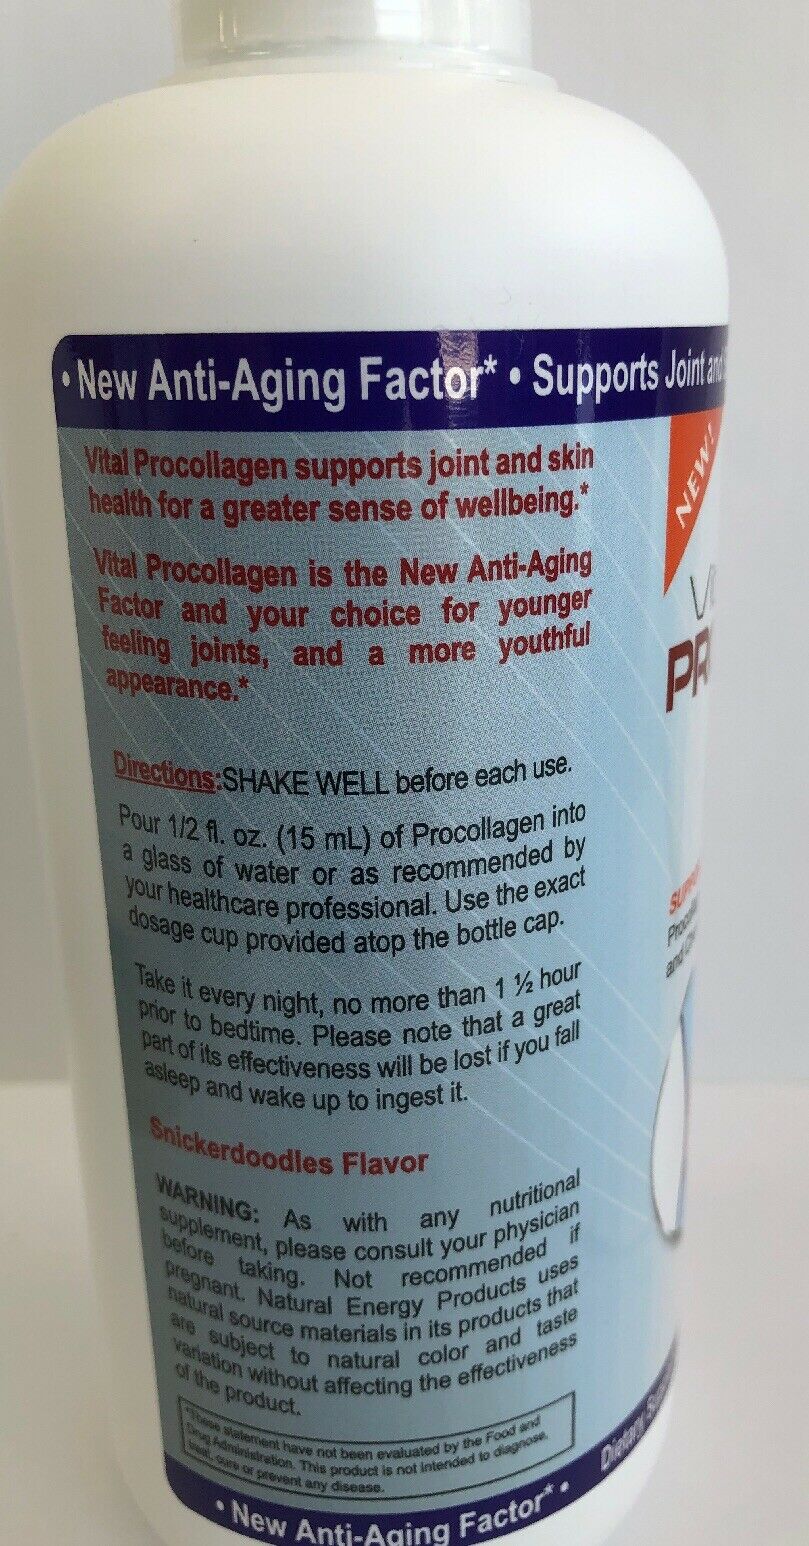 • New Anti-Aging Factor* • Supports Joint and
Vital Procollagen supports joint and skin
health for a greater sense of wellbeing.*
Vital Procollagen is the New Anti-Aging
Factor and your choice for younger
feeling joints, and a more youthful
appearance.*
Directions:SHAKE WELL before each use.
Pour 1/2 fl. oz. (15 mL) of Procollagen into
a glass of water or as recommended by
your healthcare professional. Use the exact
dosage cup provided atop the bottle cap.
Take it every night, no more than 1 ½ hour
prior to bedtime. Please note that a great
part of its effectiveness will be lost if you fall
asleep and wake up to ingest it.
Snickerdoodles Flavor
WARNING: As with any nutritional
supplement, please consult your physician
before taking. Not recommended if
pregnant. Natural Energy Products uses
natural source materials in its products that
are subject to natural color and taste
variation without affecting the effectiveness
of the product.
*These statement have not been evaluated by the Food and
Drug Administration. This product is not intended to diagnose,
treat, cure or prevent any disease.
• New Anti-Aging Factor* •
Dietary
NEW!